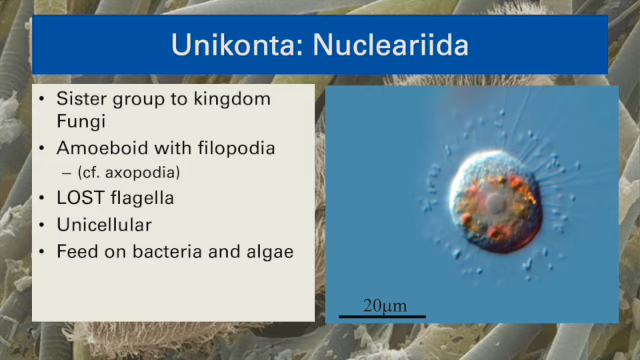 Unikonta: Nucleariida
• Sister group to kingdom
Fungi
• Amoeboid with filopodia
– (cf. axopodia)
• LOST flagella
• Unicellular
• Feed on bacteria and algae
20µm